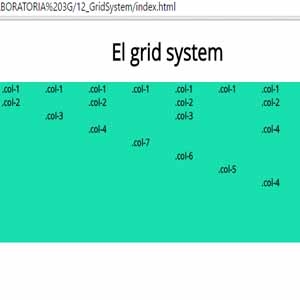 BORATORIA%203G/12_GridSystem/index.html
El grid system
.col-1 .col-1 .col-1 .col-1 .col-1 .col-1 .col-1
.col-2 .col-2 .col-2 .col-2
.col-3 .col-3
.col-4 .col-4
.col-7
.col-6
.col-5
.col-4